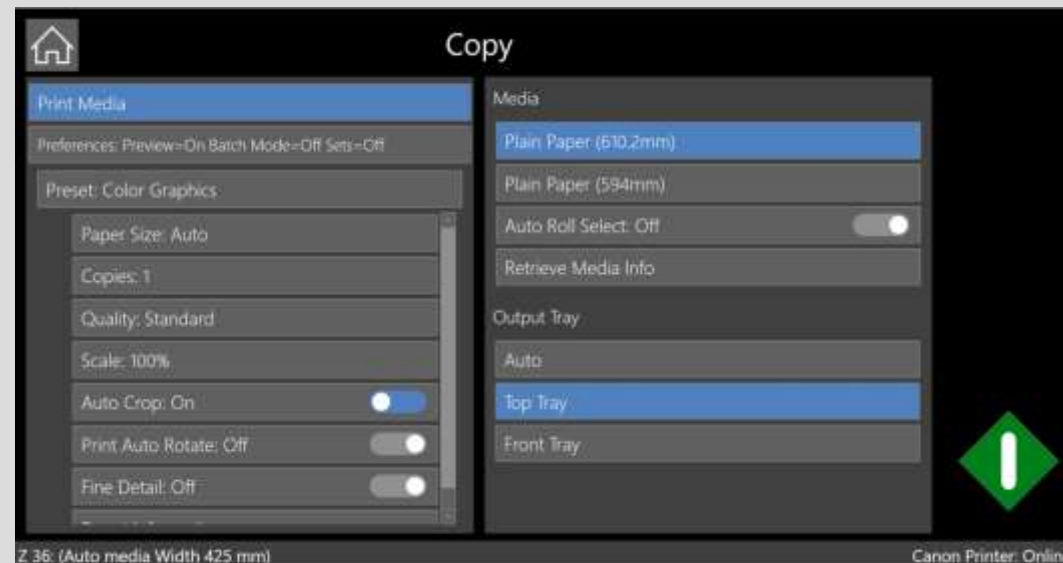 Copy
Print Media
Preferences: Preview=On Batch Mode=Off Sets=Off
Preset: Color Graphics
Paper Size: Auto
Copies: 1
Quality: Standard
Scale: 100%
Auto Crop: On
Print Auto Rotate: Off
Fine Detail: Off
Media
Plain Paper (610.2mm)
Plain Paper (594mm)
Auto Roll Select: Off
Retrieve Media Info
Output Tray
Auto
Top Tray
Front Tray
Z 36: (Auto media Width 425 mm)
Canon Printer: Onlin